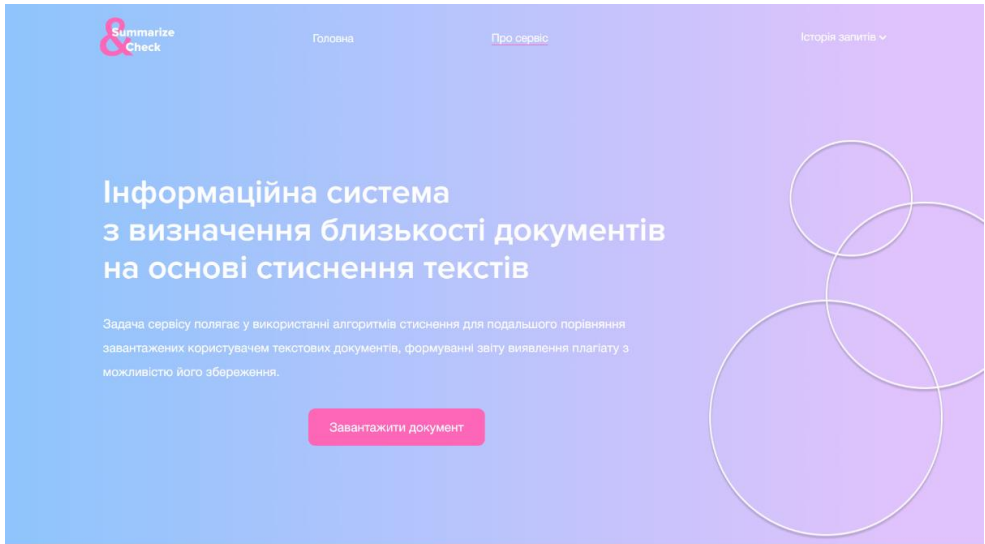 Summarize
& Check
Головна
Про сервіс
Історія запитів
Інформаційна система
з визначення близькості документів
на основі стиснення текстів
Задача сервісу полягає у використанні алгоритмів стиснення для подальшого порівняння
завантажених користувачем текстових документів, формуванні звіту виявлення плагіату з
можливістю його збереження.
Завантажити документ